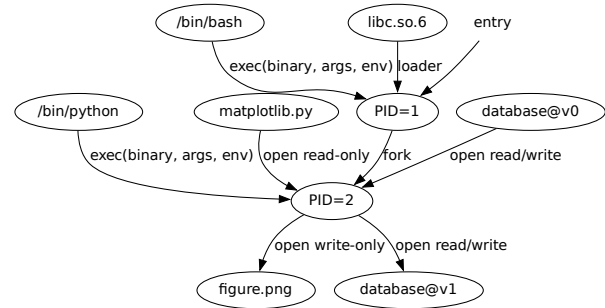 /bin/bash
libc.so.6
entry
exec(binary, args, env)
loader
/bin/python
matplotlib.py
PID=1
database@v0
exec(binary, args, env)
open read-only
fork
open read/write
PID=2
open write-only
open read/write
figure.png
database@v1